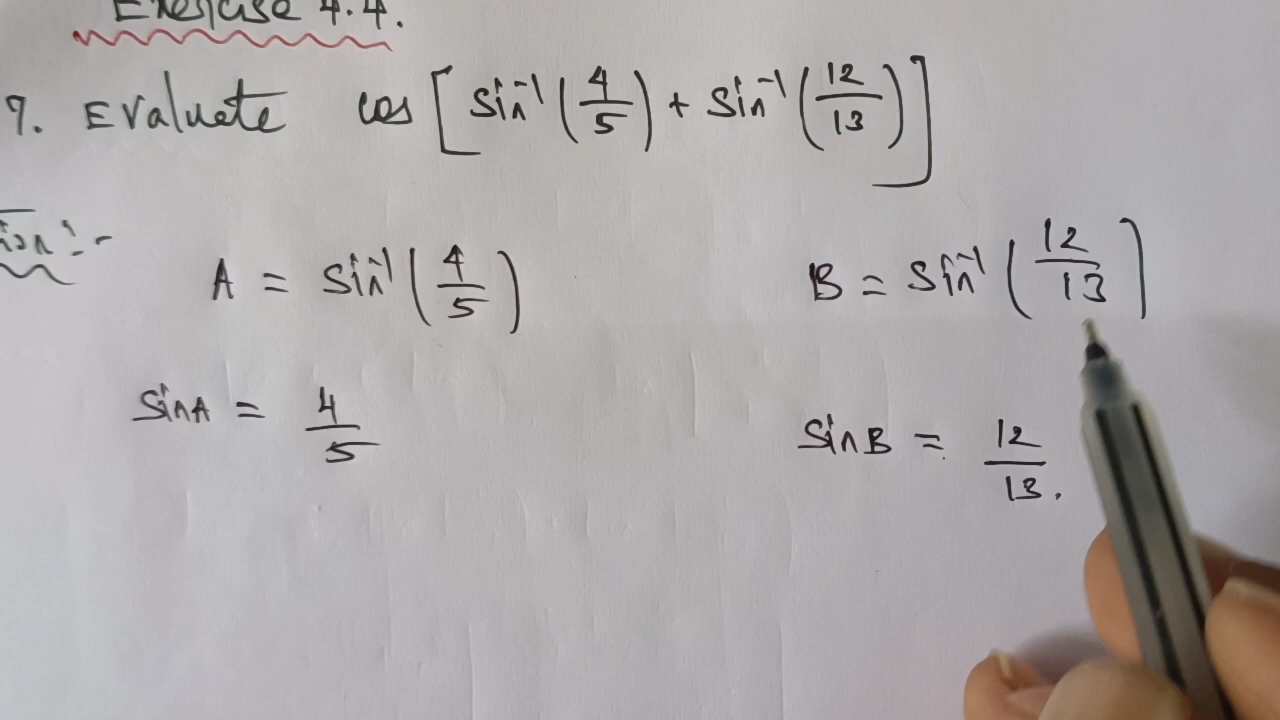 Exercise 4.4.
9. Evaluate cos [ sin⁻¹ (4/5) + sin⁻¹ (12/13) ]
A = sin⁻¹ (4/5) B = sin⁻¹ (12/13)
sinA = 4/5 sinB = 12/13.